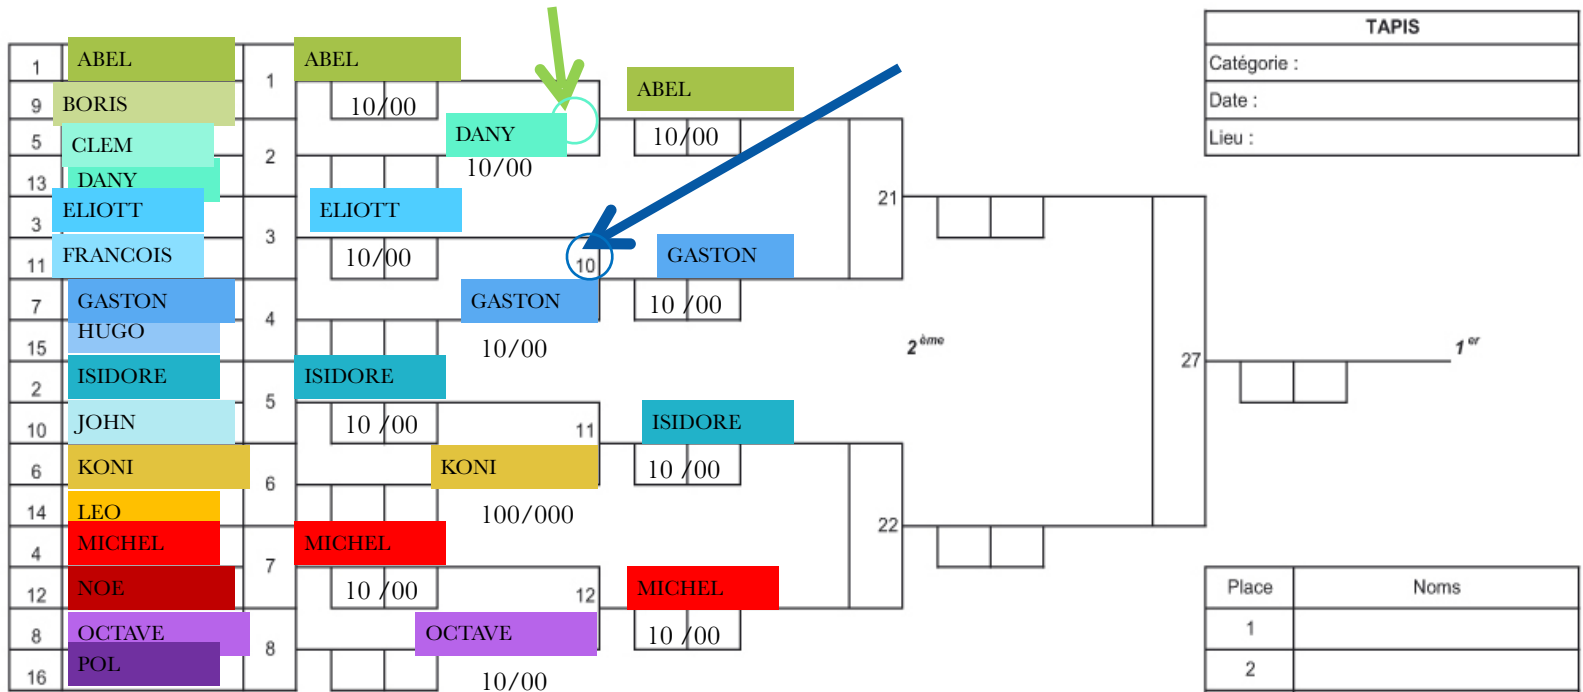 TAPIS
Catégorie :
Date :
Lieu :
1 ABEL 1 ABEL
10/00
ABEL
9 BORIS
10/00
DANY
10/00
5 CLEM 2
13 DANY
3 ELIOTT 3 ELIOTT
10/00
21
11 FRANCOIS
10 GASTON
10 /00
7 GASTON 4 GASTON
10/00
15 HUGO
2ème
1er
27
2 ISIDORE 5 ISIDORE
10 /00
10 JOHN
11 ISIDORE
10 /00
6 KONI 6 KONI
100/000
14 LEO
22
4 MICHEL 7 MICHEL
10 /00
12 NOE
12 MICHEL
10 /00
8 OCTAVE 8 OCTAVE
10/00
16 POL
Place Noms
1
2